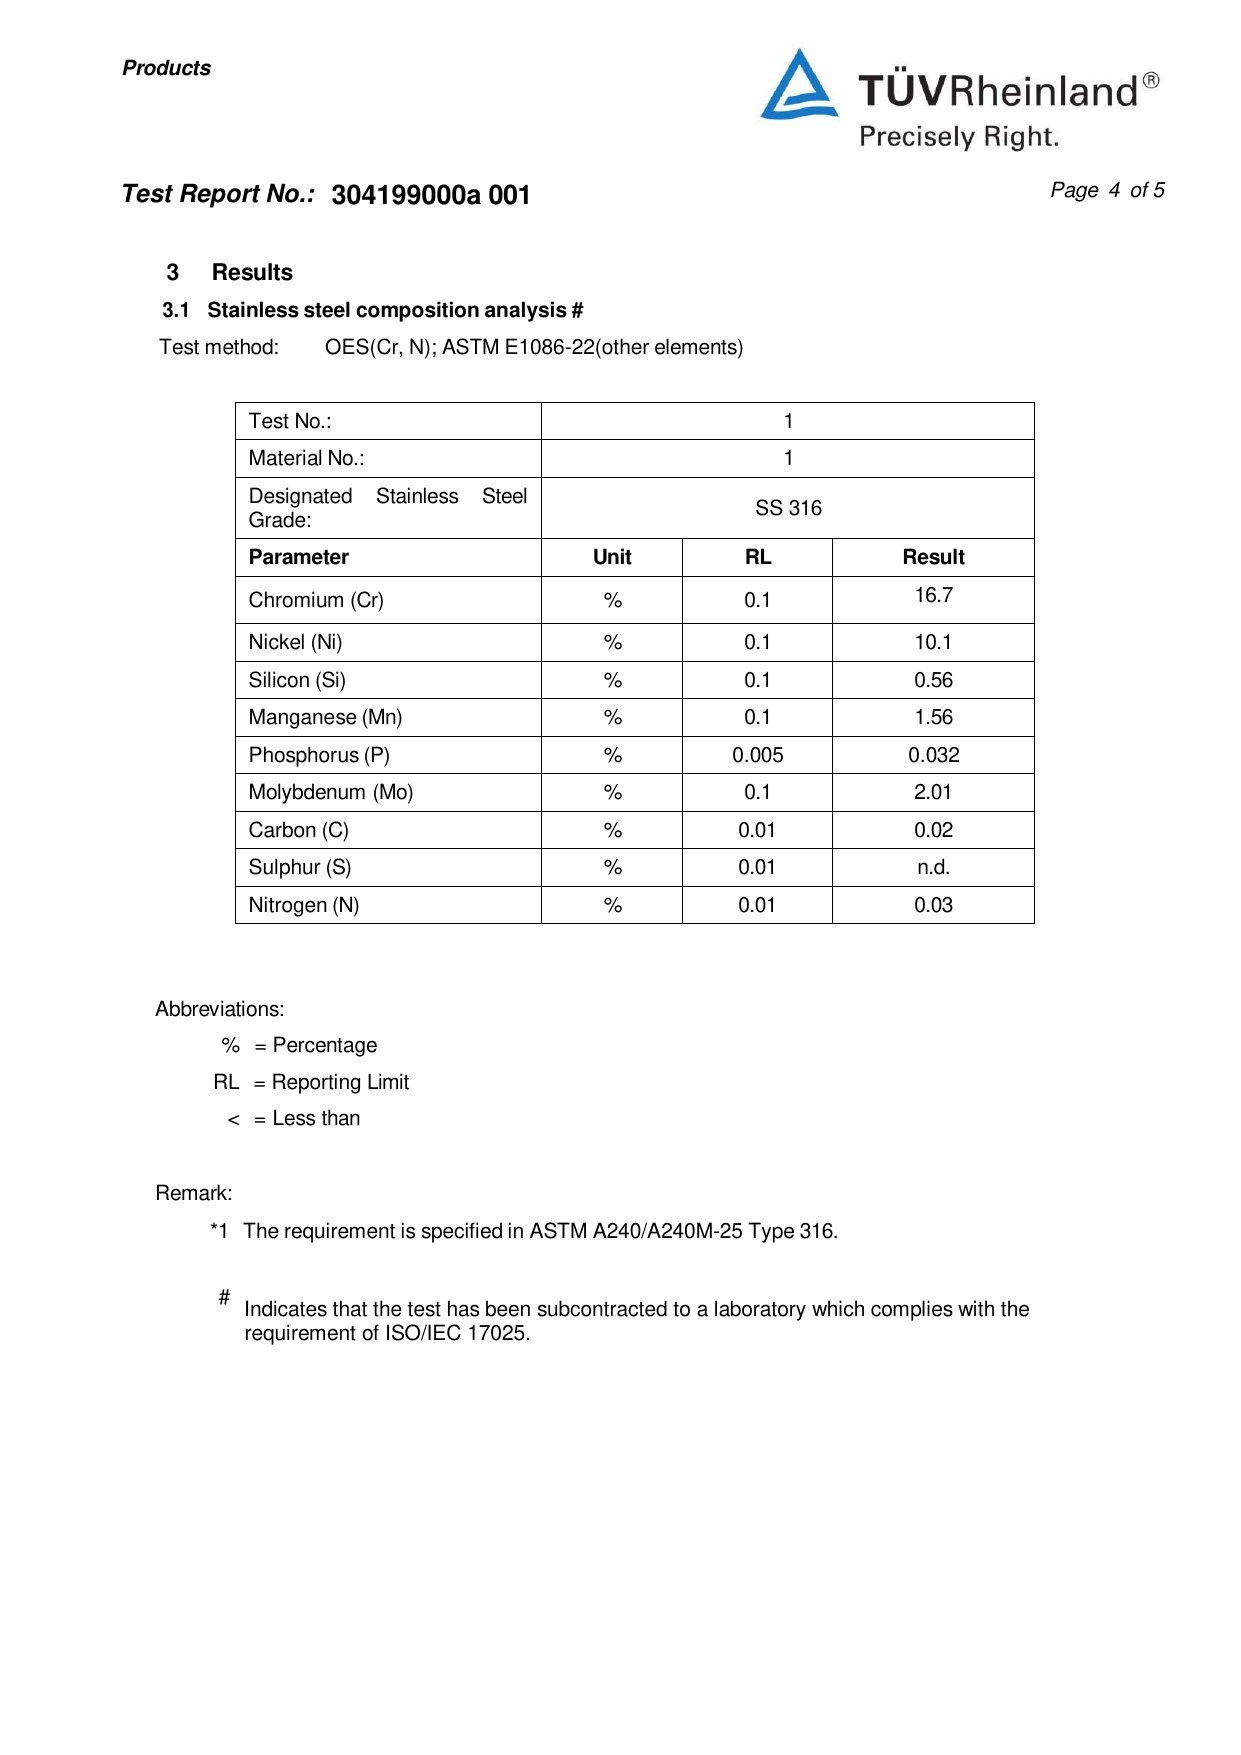 Products
TÜVRheinland®
Precisely Right.
Test Report No.: 304199000a 001
Page 4 of 5
3 Results
3.1 Stainless steel composition analysis #
Test method: OES(Cr, N); ASTM E1086-22(other elements)
Test No.: 1
Material No.: 1
Designated Stainless Steel
Grade:
SS 316
Parameter Unit RL Result
Chromium (Cr) % 0.1 16.7
Nickel (Ni) % 0.1 10.1
Silicon (Si) % 0.1 0.56
Manganese (Mn) % 0.1 1.56
Phosphorus (P) % 0.005 0.032
Molybdenum (Mo) % 0.1 2.01
Carbon (C) % 0.01 0.02
Sulphur (S) % 0.01 n.d.
Nitrogen (N) % 0.01 0.03
Abbreviations:
% = Percentage
RL = Reporting Limit
< = Less than
Remark:
*1 The requirement is specified in ASTM A240/A240M-25 Type 316.
# Indicates that the test has been subcontracted to a laboratory which complies with the
requirement of ISO/IEC 17025.